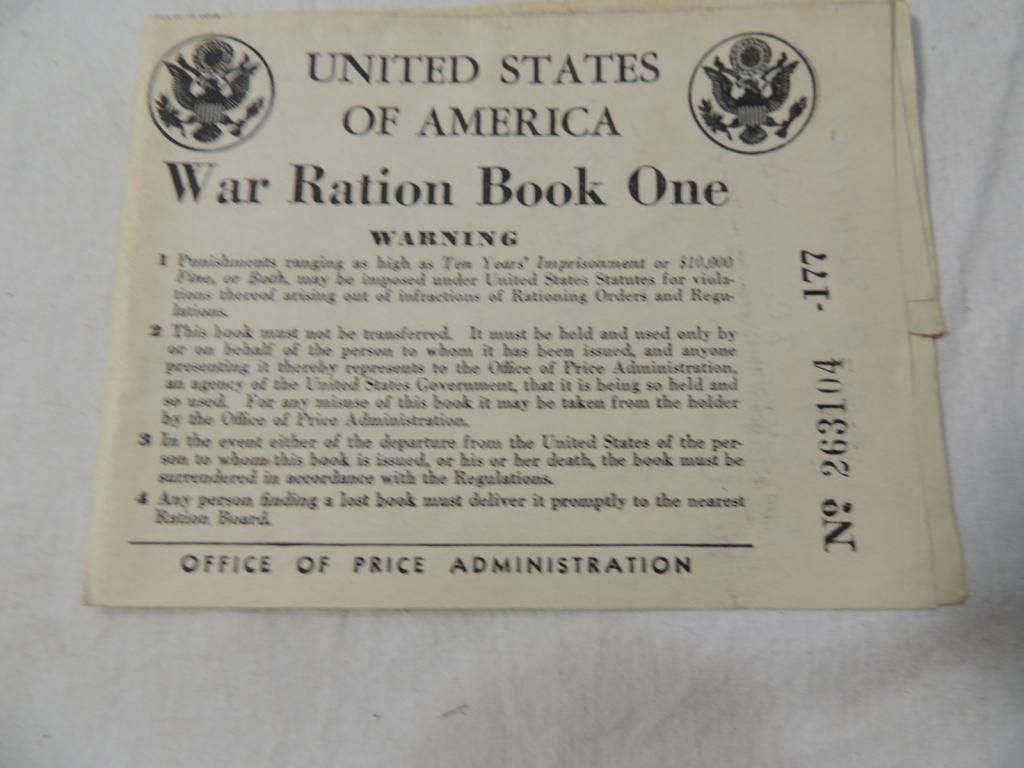 UNITED STATES
OF AMERICA
War Ration Book One
WARNING
1 Punishments ranging as high as Ten Years' Imprisonment or $10,000
Fine, or Both, may be imposed under United States Statutes for viola-
tions thereof arising out of infractions of Rationing Orders and Regu-
lations.
2 This book must not be transferred. It must be held and used only by
or on behalf of the person to whom it has been issued, and anyone
presenting it thereby represents to the Office of Price Administration,
an agency of the United States Government, that it is being so held and
so used. For any misuse of this book it may be taken from the holder
by the Office of Price Administration.
3 In the event either of the departure from the United States of the per-
son to whom this book is issued, or his or her death, the book must be
surrendered in accordance with the Regulations.
4 Any person finding a lost book must deliver it promptly to the nearest
Ration Board.
OFFICE OF PRICE ADMINISTRATION
Nº 263104 -177